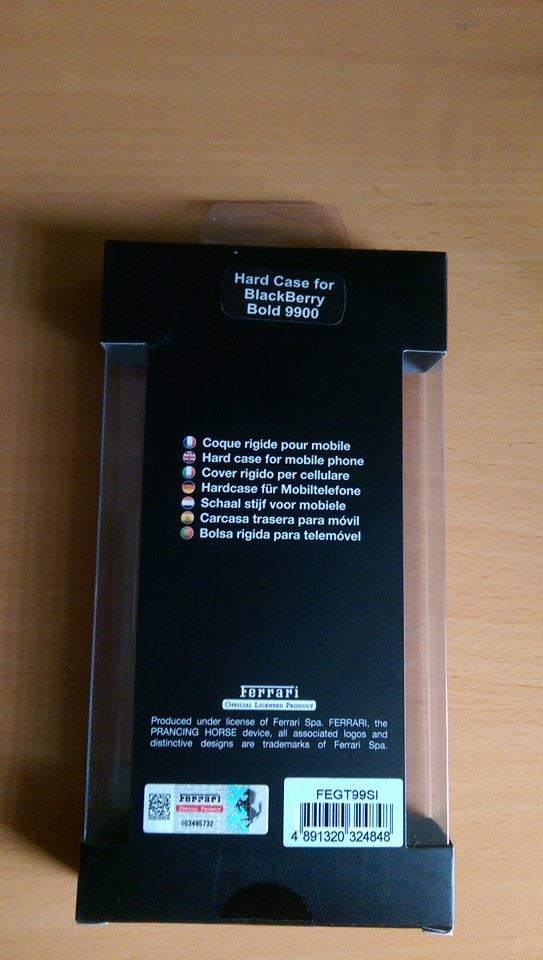 Hard Case for
BlackBerry
Bold 9900
Coque rigide pour mobile
Hard case for mobile phone
Cover rigido per cellulare
Hardcase für Mobiltelefone
Schaal stijf voor mobiele
Carcasa trasera para móvil
Bolsa rigida para telemóvel
Ferrari
OFFICIAL LICENSED PRODUCT
Produced under license of Ferrari Spa. FERRARI, the
PRANCING HORSE device, all associated logos and
distinctive designs are trademarks of Ferrari Spa.
Ferrari
OFFICIAL PRODUCT
103495732
FEGT99SI
4 891320 324848